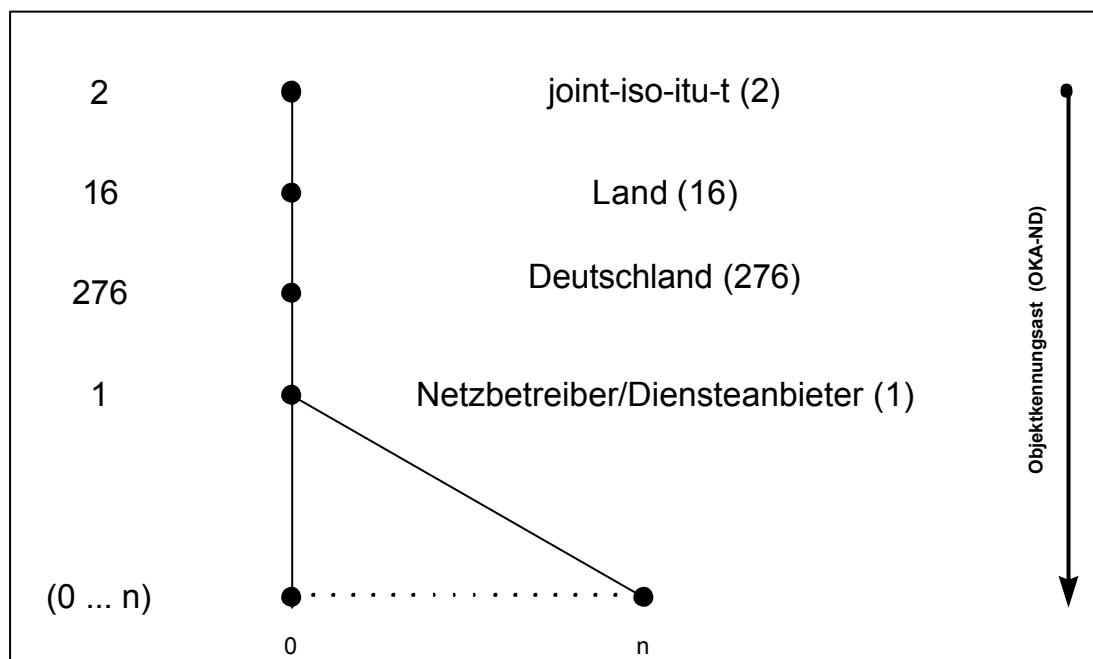 2 joint-iso-itu-t (2)
16 Land (16)
276 Deutschland (276)
1 Netzbetreiber/Diensteanbieter (1)
(0 ... n)
0 n
Objektkennungsast (OKA-ND)